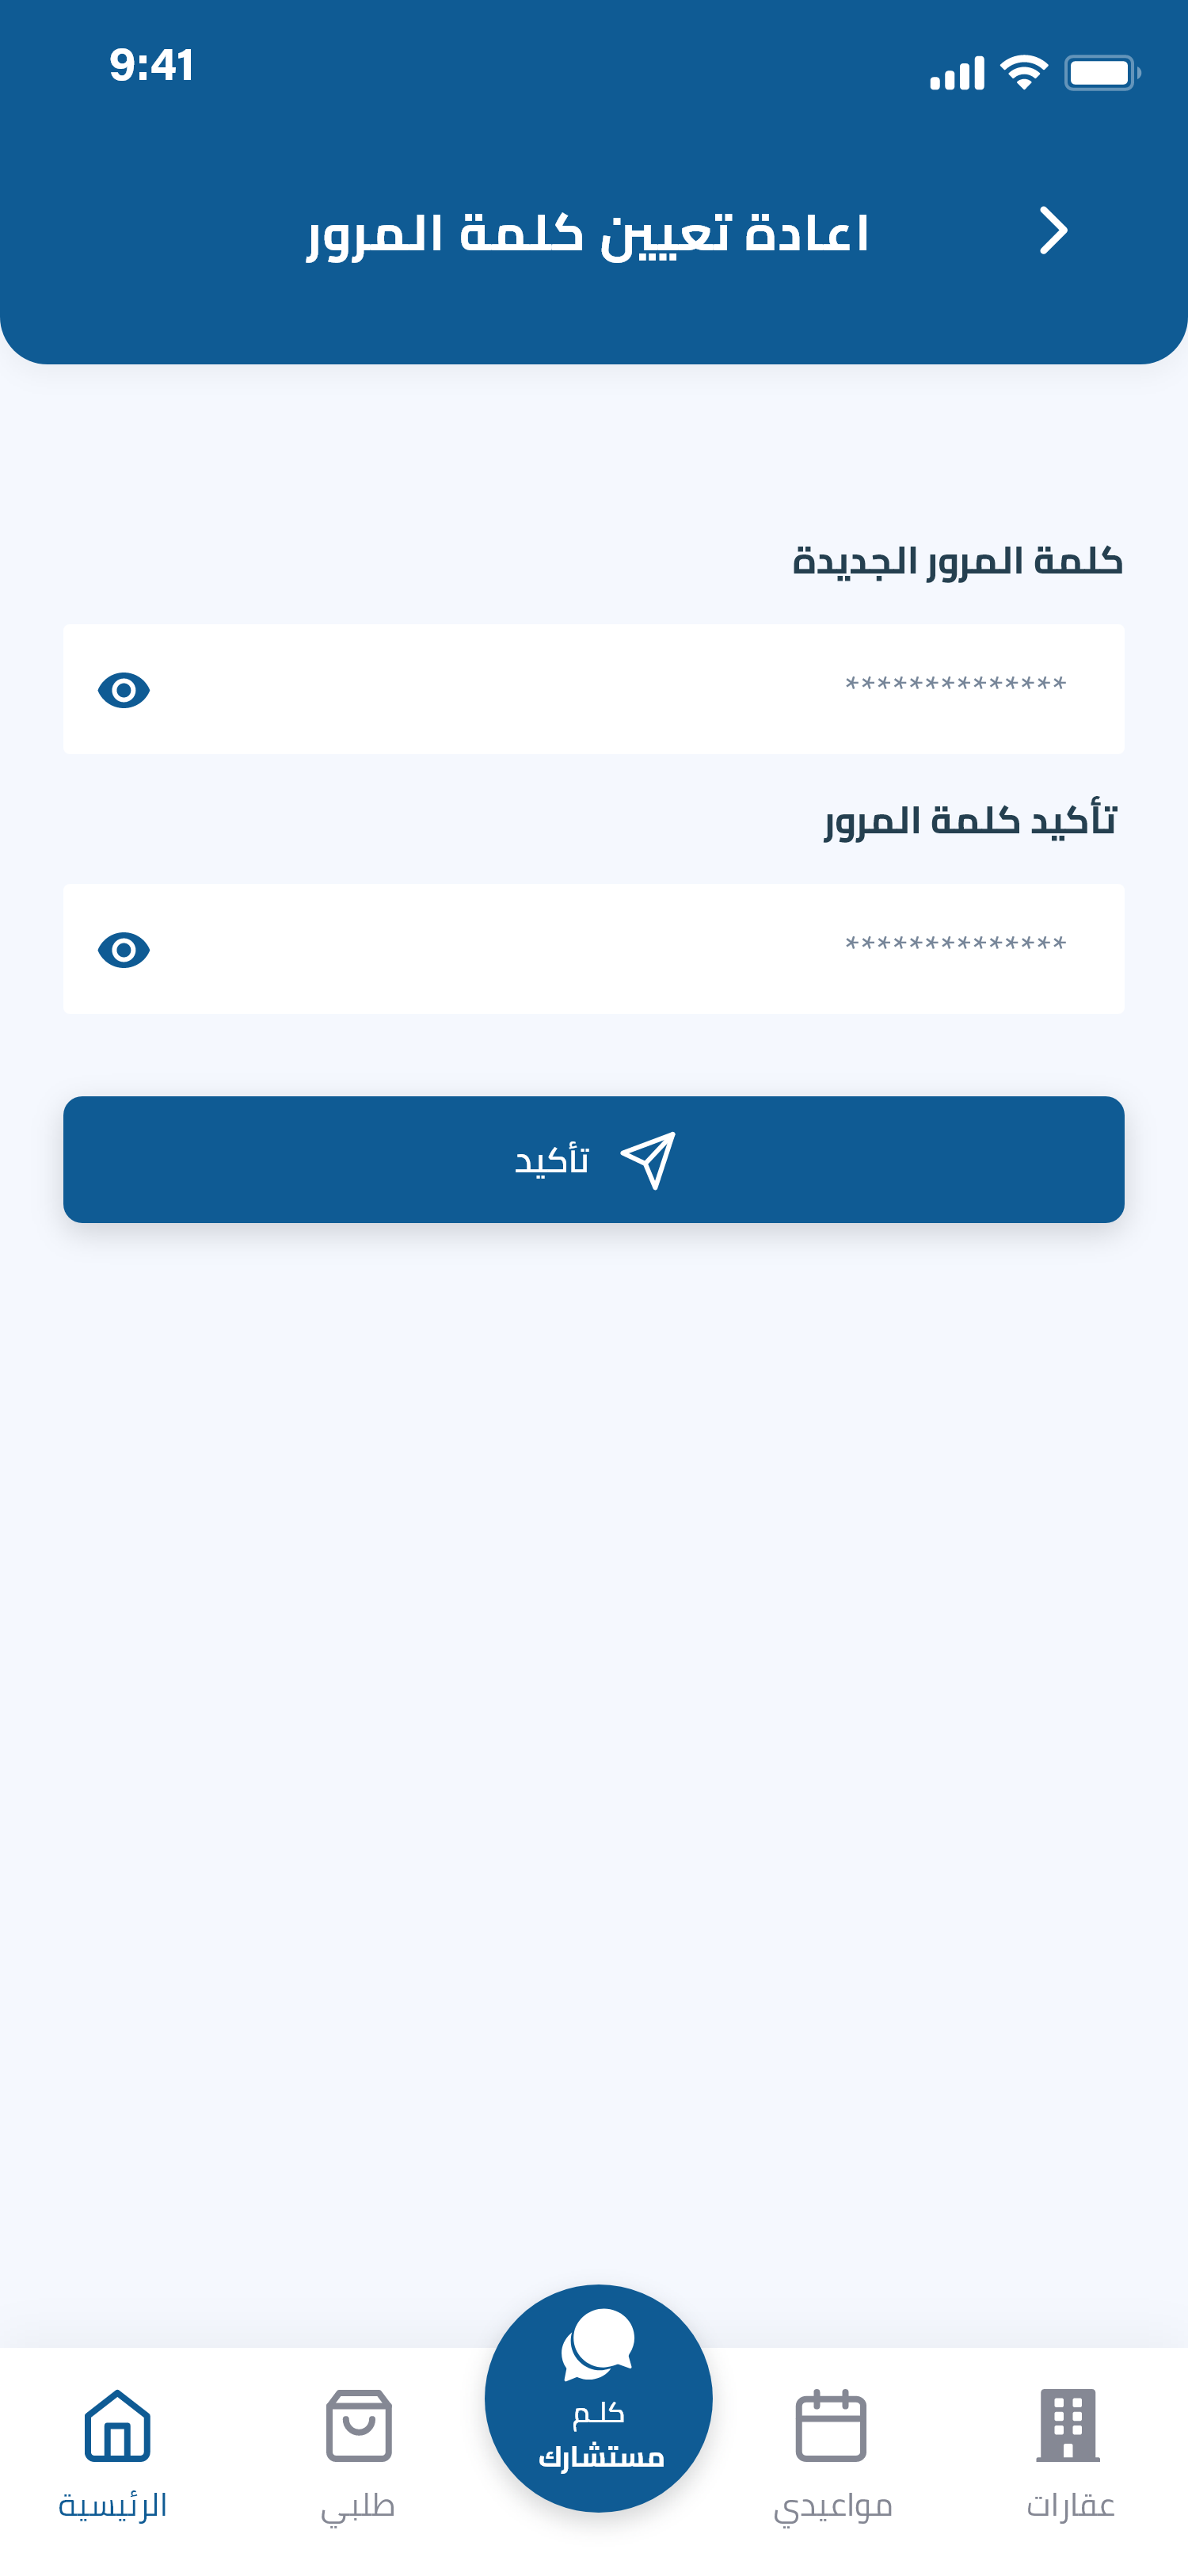 9:41
اعادة تعيين كلمة المرور
كلمة المرور الجديدة
**************
تأكيد كلمة المرور
**************
تأكيد
كلم
مستشارك
عقارات
مواعيدي
طلبي
الرئيسية